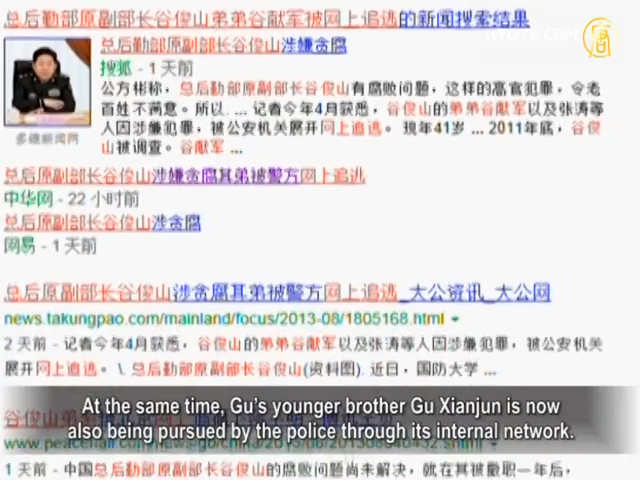 总后勤部原副部长谷俊山弟弟谷献军被网上追逃的新闻搜索结果
总后勤部原副部长谷俊山涉嫌贪腐
搜狐 - 1 天前
公方彬称，总后勤部原副部长谷俊山有腐败问题，这样的高官犯罪，令老
百姓不满意。所以. ... 记者今年4月获悉，谷俊山的弟弟谷献军以及张涛等
人因涉嫌犯罪，被公安机关展开网上追逃。 现年41岁 ... 2011年底，谷俊
山被调查。谷献军 ...
多维新闻网
总后原副部长谷俊山涉嫌贪腐其弟被警方网上追逃
中华网 - 22 小时前
总后原副部长谷俊山涉贪腐
网易 - 1 天前
总后原副部长谷俊山涉贪腐其弟被警方网上追逃_大公资讯_大公网
news.takungpao.com/mainland/focus/2013-08/1805168.html
2 天前 - 记者今年4月获悉，谷俊山的弟弟谷献军以及张涛等人因涉嫌犯罪，被公安机关
展开网上追逃。 \. 总后勤部原副部长谷俊山(资料图). 近日，国防大学 ...
At the same time, Gu's younger brother Gu Xianjun is now
also being pursued by the police through its internal network.
1 天前 - 中国总后勤部原副部长谷俊山的腐败问题尚未解决，就在其被撤职一年后，